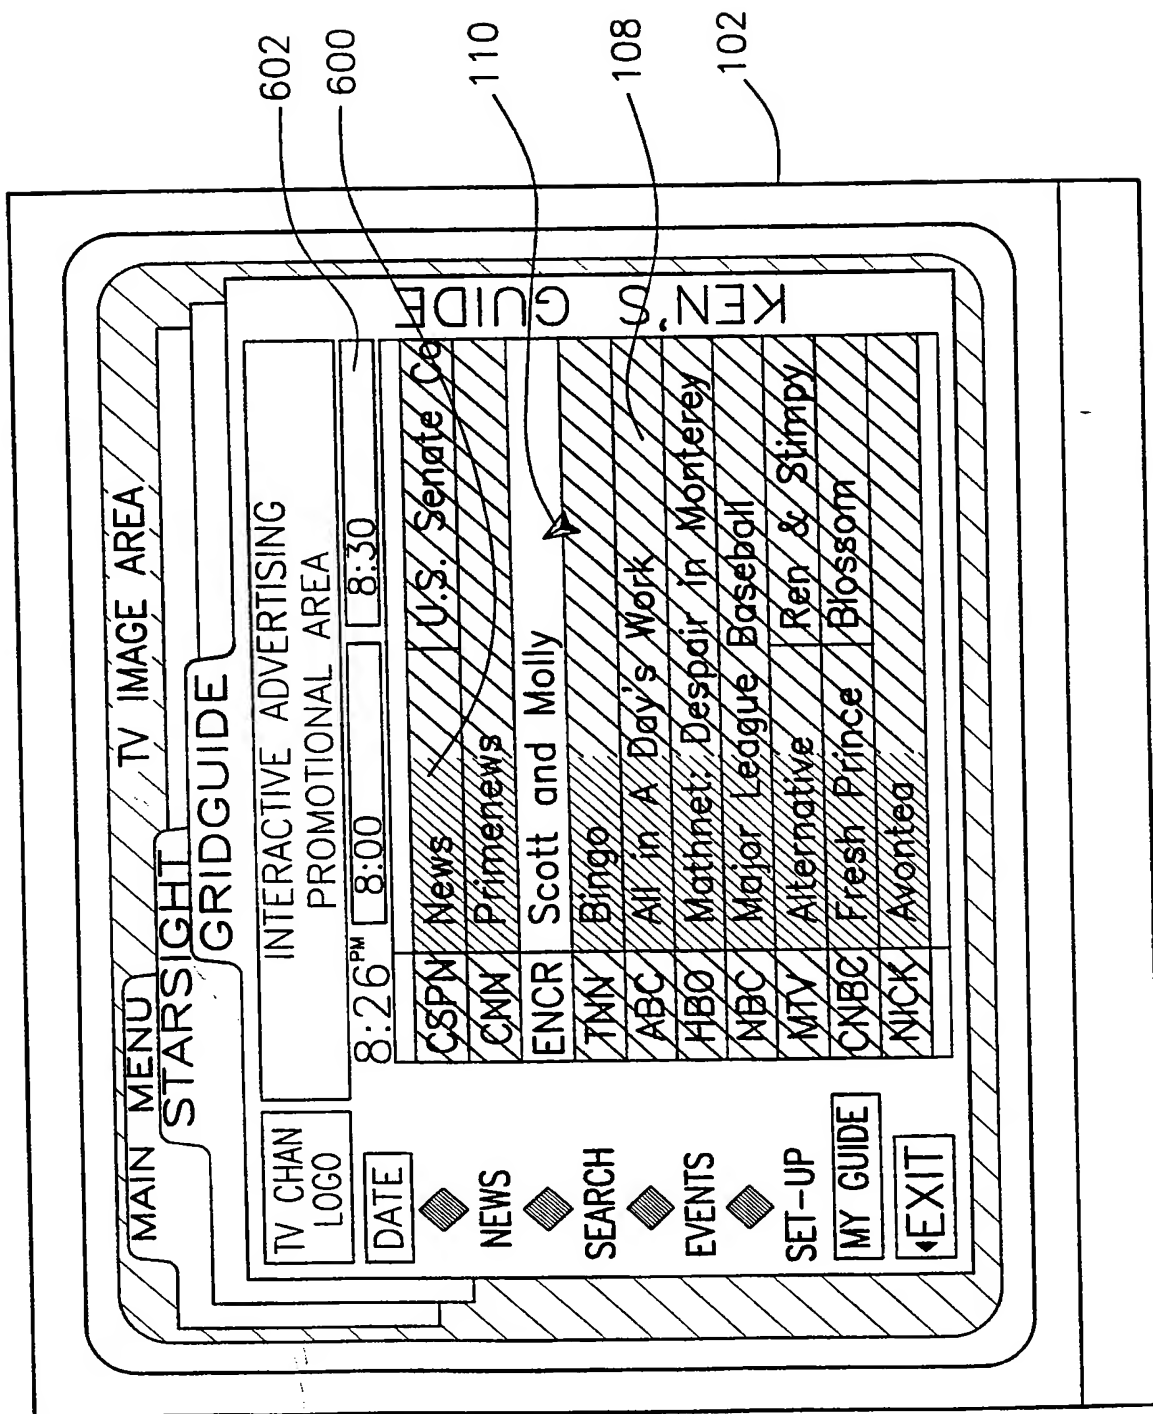 MAIN MENU
TV IMAGE AREA
STARSIGHT
GRIDGUIDE
TV CHAN
LOGO
INTERACTIVE ADVERTISING
PROMOTIONAL AREA
DATE
8:26PM
8:00
8:30
CSPN News U.S. Senate Co
CNN Primenews
ENCR Scott and Molly
TNN Bingo
ABC All in A Day's Work
HBO Mathnet: Despair in Monterey
NBC Major League Baseball
MTV Alternative Ren & Stimpy
CNBC Fresh Prince Blossom
NICK Avontea
NEWS
SEARCH
EVENTS
SET-UP
MY GUIDE
EXIT
KEN'S GUIDE
602
600
110
108
102